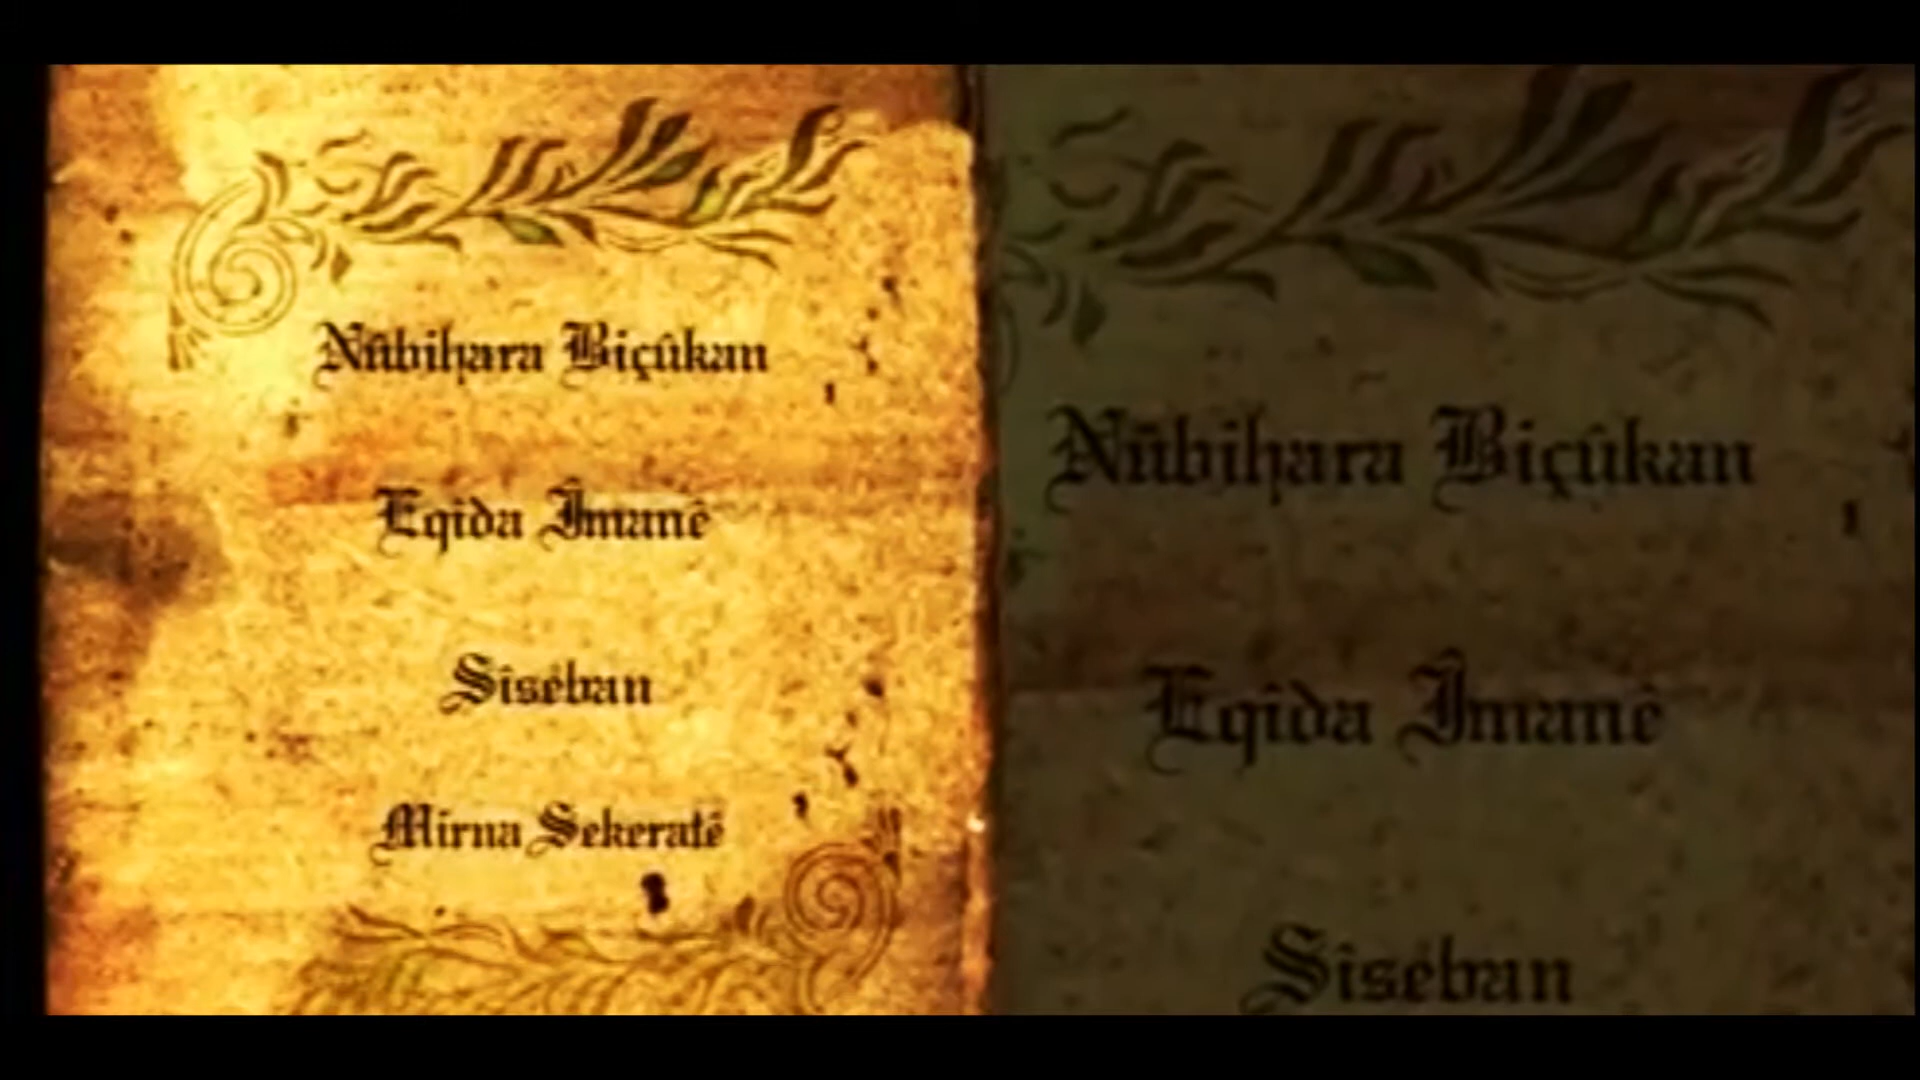 Nûbihara Biçûkan
Eqîda Îmanê
Sîsêban
Mirna Sekeratê
Nûbihara Biçûkan
Eqîda Îmanê
Sîsêban